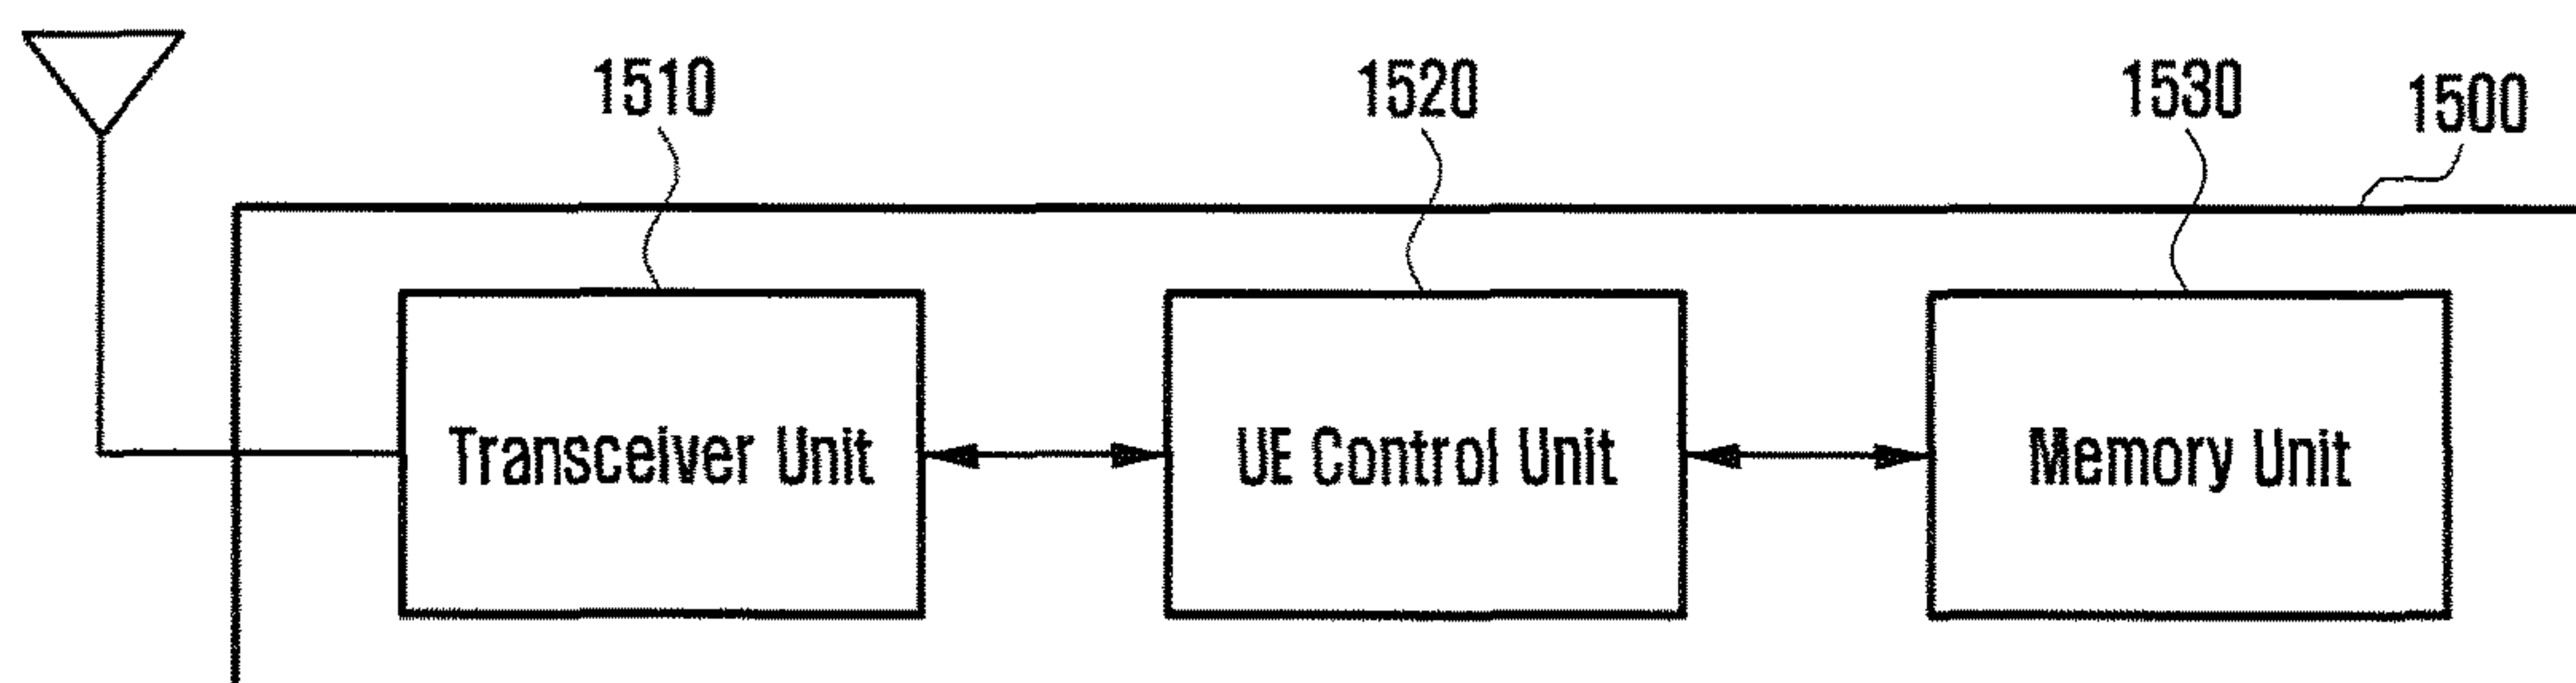 1510
1520
1530
1500
Transceiver Unit
UE Control Unit
Memory Unit